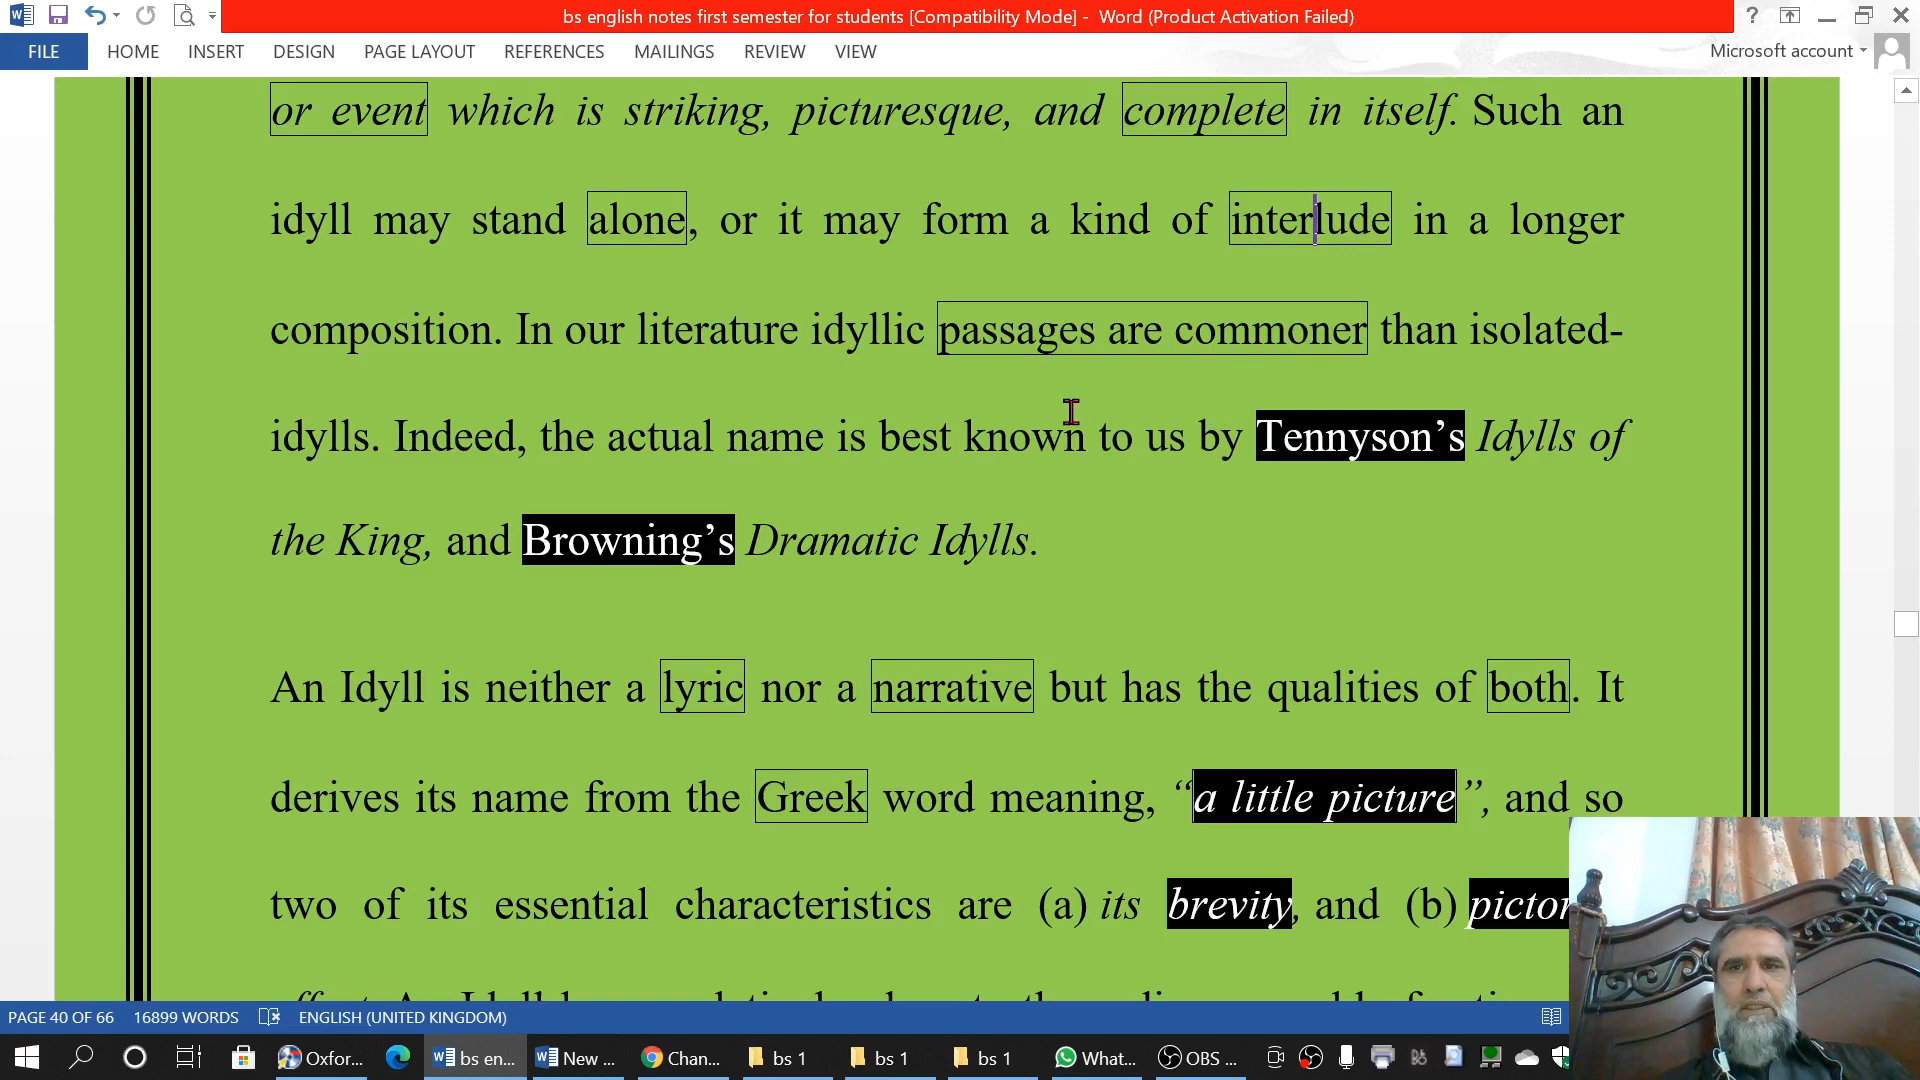 bs english notes first semester for students [Compatibility Mode] - Word (Product Activation Failed)
FILE HOME INSERT DESIGN PAGE LAYOUT REFERENCES MAILINGS REVIEW VIEW Microsoft account
or event which is striking, picturesque, and complete in itself. Such an
idyll may stand alone, or it may form a kind of interlude in a longer
composition. In our literature idyllic passages are commoner than isolated-
idylls. Indeed, the actual name is best known to us by Tennyson’s Idylls of
the King, and Browning’s Dramatic Idylls.
An Idyll is neither a lyric nor a narrative but has the qualities of both. It
derives its name from the Greek word meaning, “a little picture”, and so
two of its essential characteristics are (a) its brevity, and (b) pictor
PAGE 40 OF 66 16899 WORDS ENGLISH (UNITED KINGDOM)
Oxfor... bs en... New ... Chan... bs 1 bs 1 bs 1 What... OBS ...